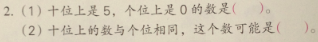 2. (1) 十位上是5，个位上是0的数是(    )。
(2) 十位上的数与个位相同，这个数可能是(    )。